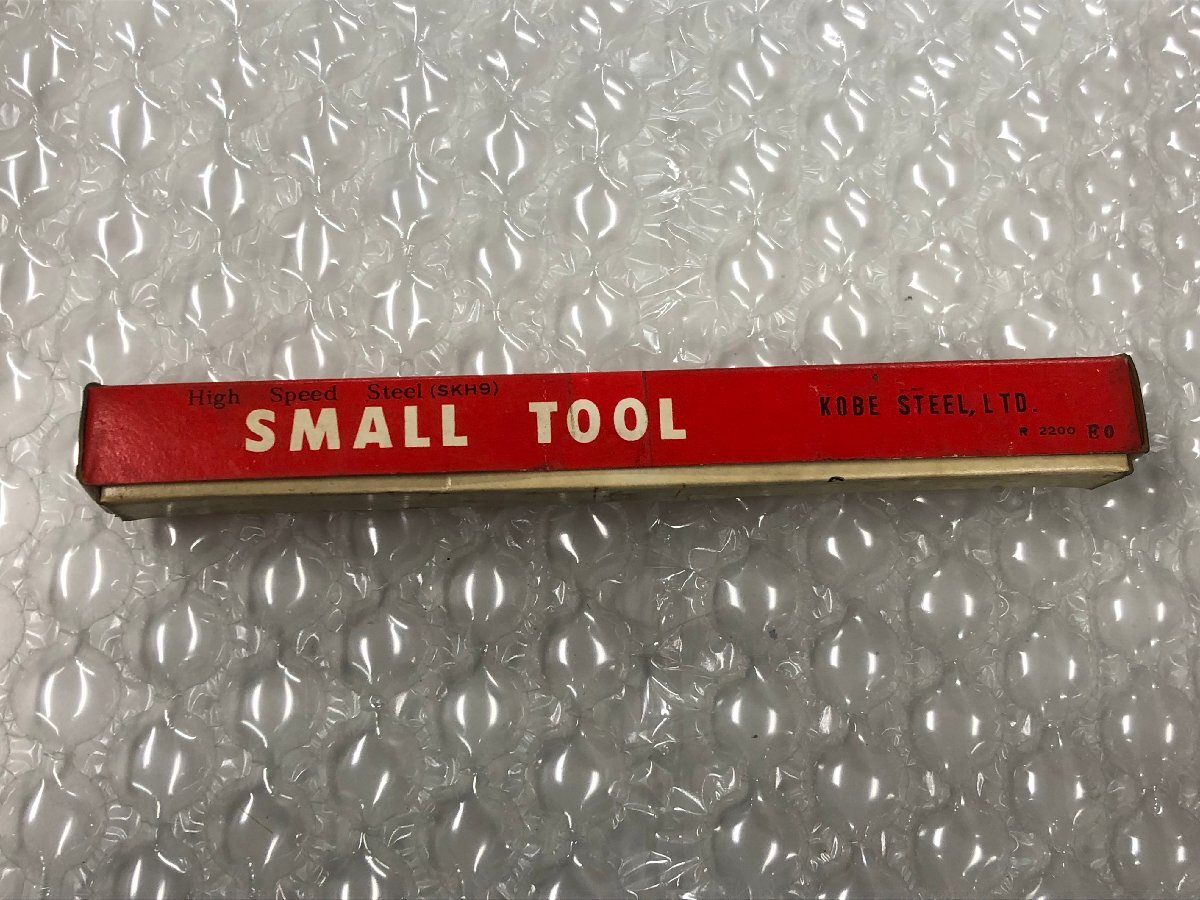 High Speed Steel (SKH9)
SMALL TOOL
KOBE STEEL, LTD.
R 2200 E0